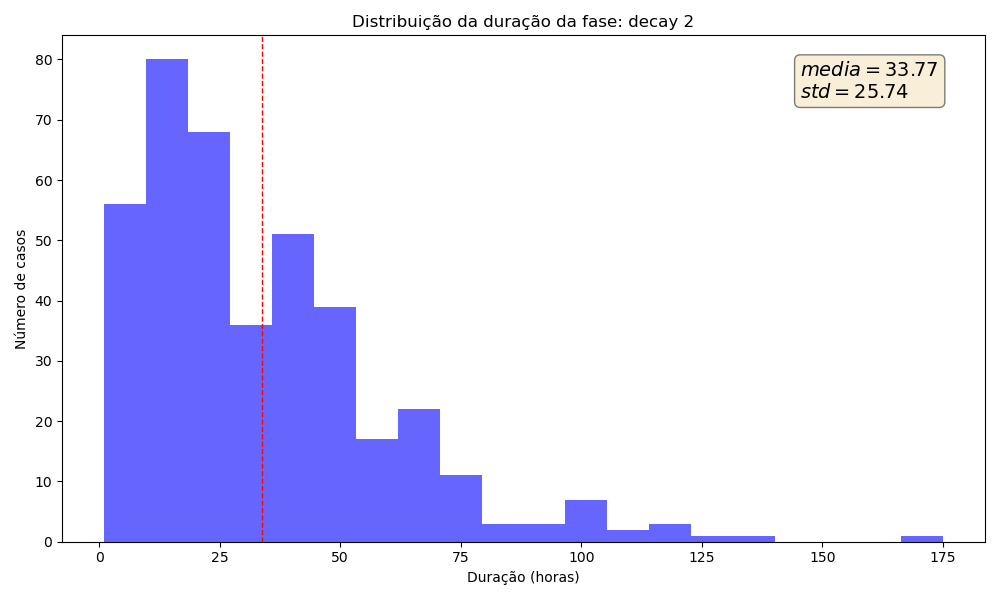 Distribuição da duração da fase: decay 2
media = 33.77
std = 25.74
Número de casos
80
70
60
50
40
30
20
10
0
0 25 50 75 100 125 150 175
Duração (horas)